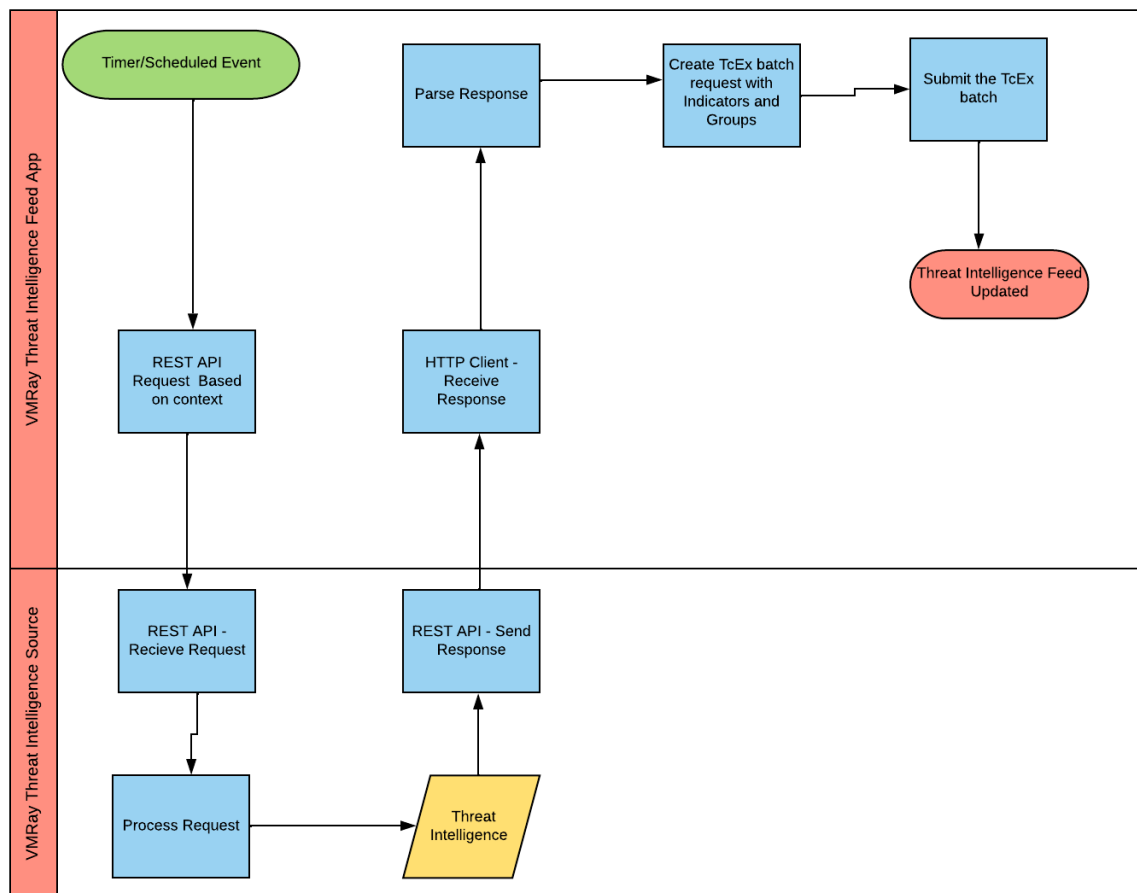 VMRay Threat Intelligence Feed App
Timer/Scheduled Event
REST API
Request  Based
on context
HTTP Client -
Receive
Response
Parse Response
Create TcEx batch
request with
Indicators and
Groups
Submit the TcEx
batch
Threat Intelligence Feed
Updated
VMRay Threat Intelligence Source
REST API -
Recieve Request
Process Request
Threat
Intelligence
REST API - Send
Response